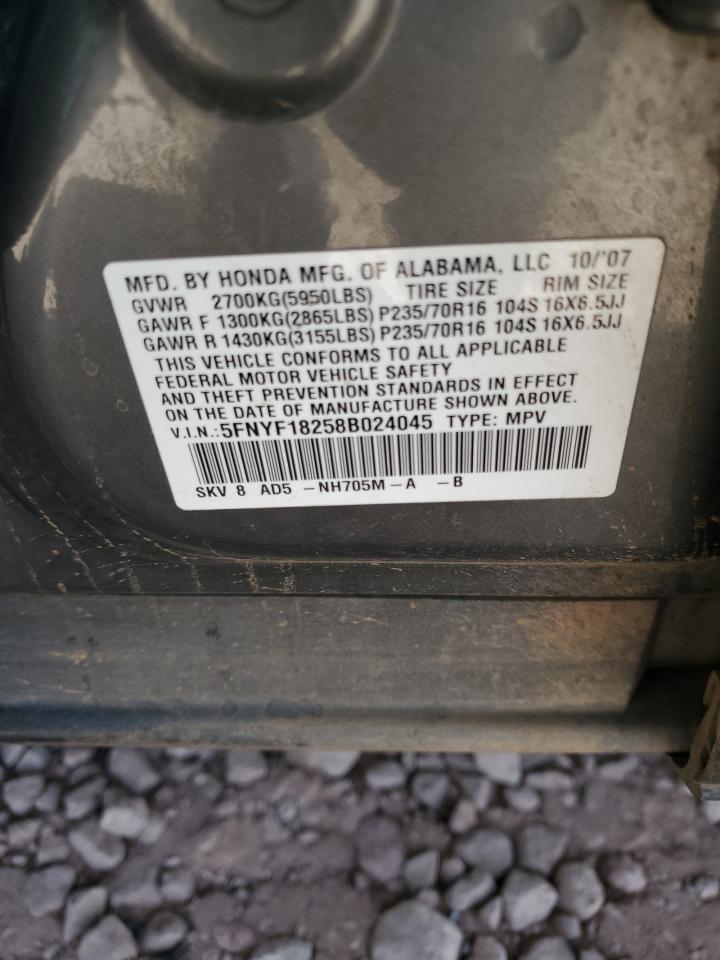 MFD. BY HONDA MFG. OF ALABAMA, LLC 10/'07
GVWR 2700KG(5950LBS) TIRE SIZE RIM SIZE
GAWR F 1300KG(2865LBS) P235/70R16 104S 16X6.5JJ
GAWR R 1430KG(3155LBS) P235/70R16 104S 16X6.5JJ
THIS VEHICLE CONFORMS TO ALL APPLICABLE
FEDERAL MOTOR VEHICLE SAFETY
AND THEFT PREVENTION STANDARDS IN EFFECT
ON THE DATE OF MANUFACTURE SHOWN ABOVE.
V.I.N.: 5FNYF18258B024045 TYPE: MPV
SKV 8 AD5 -NH705M-A -B